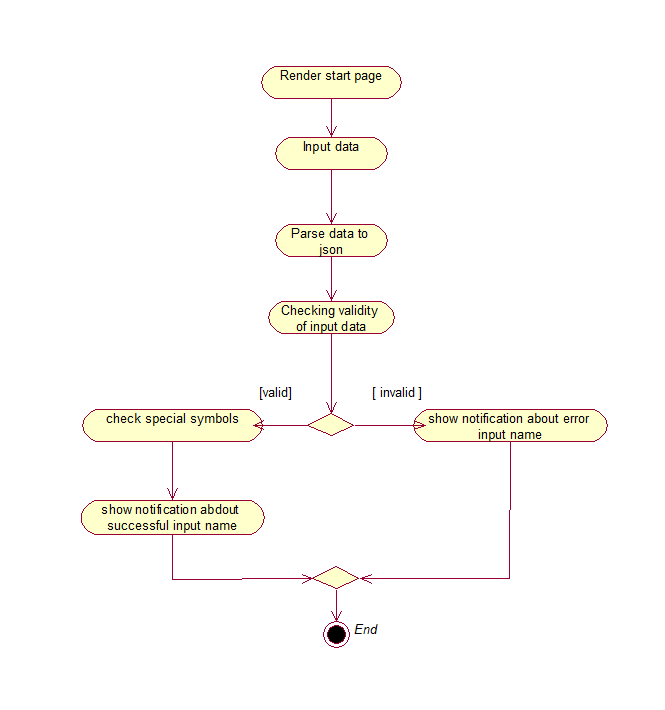 Render start page
Input data
Parse data to
json
Checking validity
of input data
[valid]
[ invalid ]
check special symbols
show notification about error
input name
show notification abdout
successful input name
End